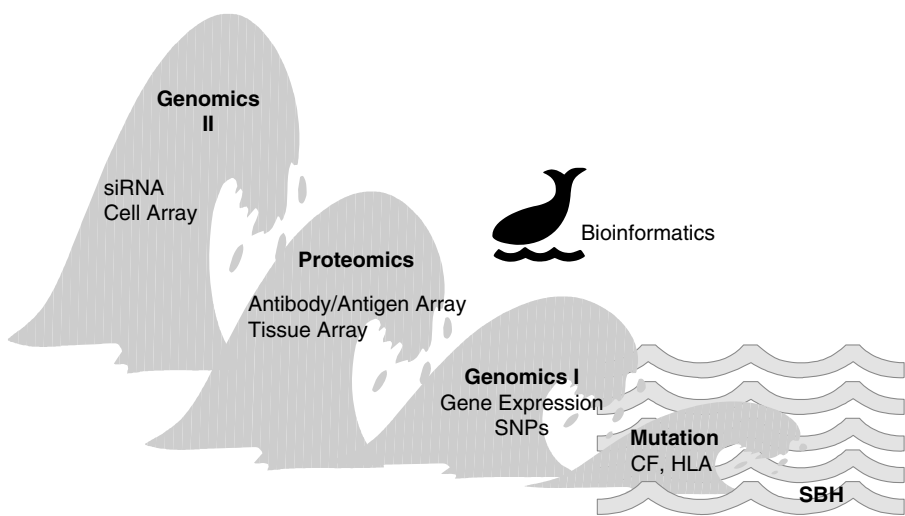 Genomics
II
siRNA
Cell Array
Bioinformatics
Proteomics
Antibody/Antigen Array
Tissue Array
Genomics I
Gene Expression
SNPs
Mutation
CF, HLA
SBH